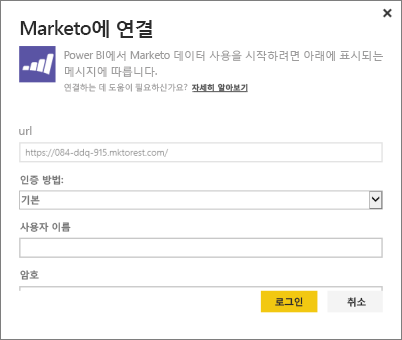 Marketo에 연결
Power BI에서 Marketo 데이터 사용을 시작하려면 아래에 표시되는
메시지에 따릅니다.
연결하는 데 도움이 필요하신가요? 자세히 알아보기
url
https://084-ddq-915.mktorest.com/
인증 방법:
기본
사용자 이름
암호
로그인 취소